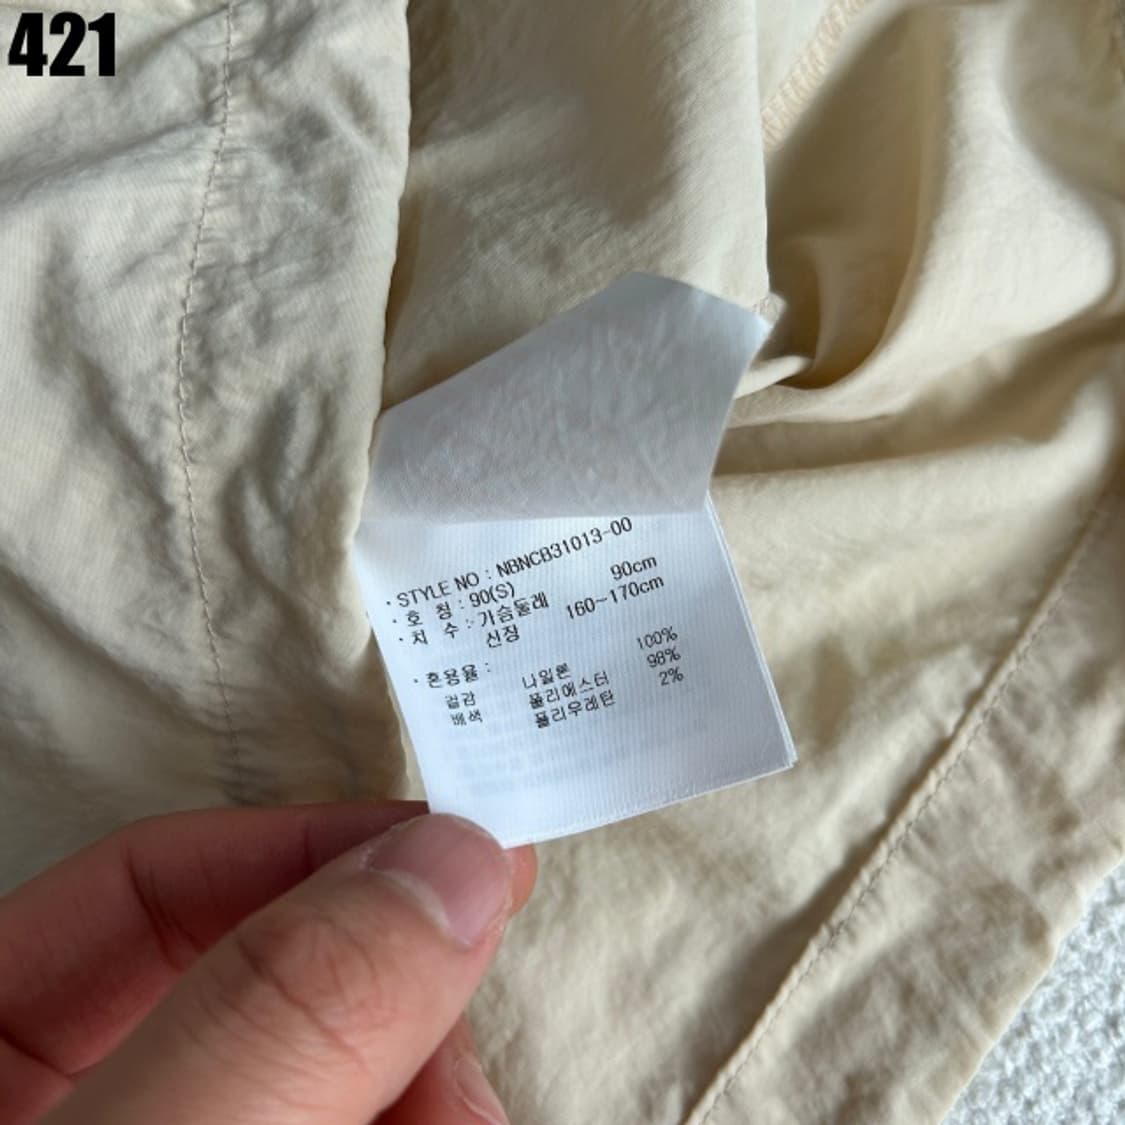 421
· STYLE NO : NBNCB31013-00
· 호 칭 : 90(S)
· 치 수 : 가슴둘레 90cm
신장 160~170cm
· 혼용율 :
겉감 나일론 100%
배색 폴리에스터 98%
폴리우레탄 2%